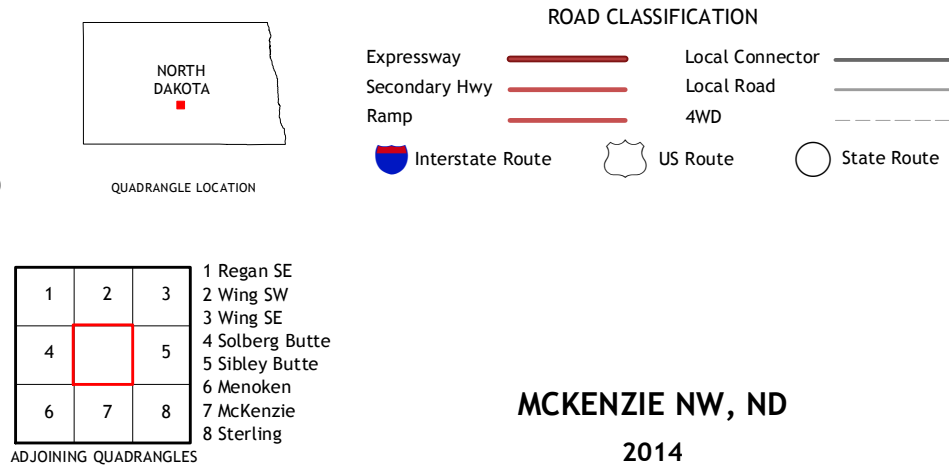 NORTH
DAKOTA
QUADRANGLE LOCATION
ROAD CLASSIFICATION
Expressway
Secondary Hwy
Ramp
Local Connector
Local Road
4WD
Interstate Route
US Route
State Route
1 2 3
4 5
6 7 8
ADJOINING QUADRANGLES
1 Regan SE
2 Wing SW
3 Wing SE
4 Solberg Butte
5 Sibley Butte
6 Menoken
7 McKenzie
8 Sterling
MCKENZIE NW, ND
2014